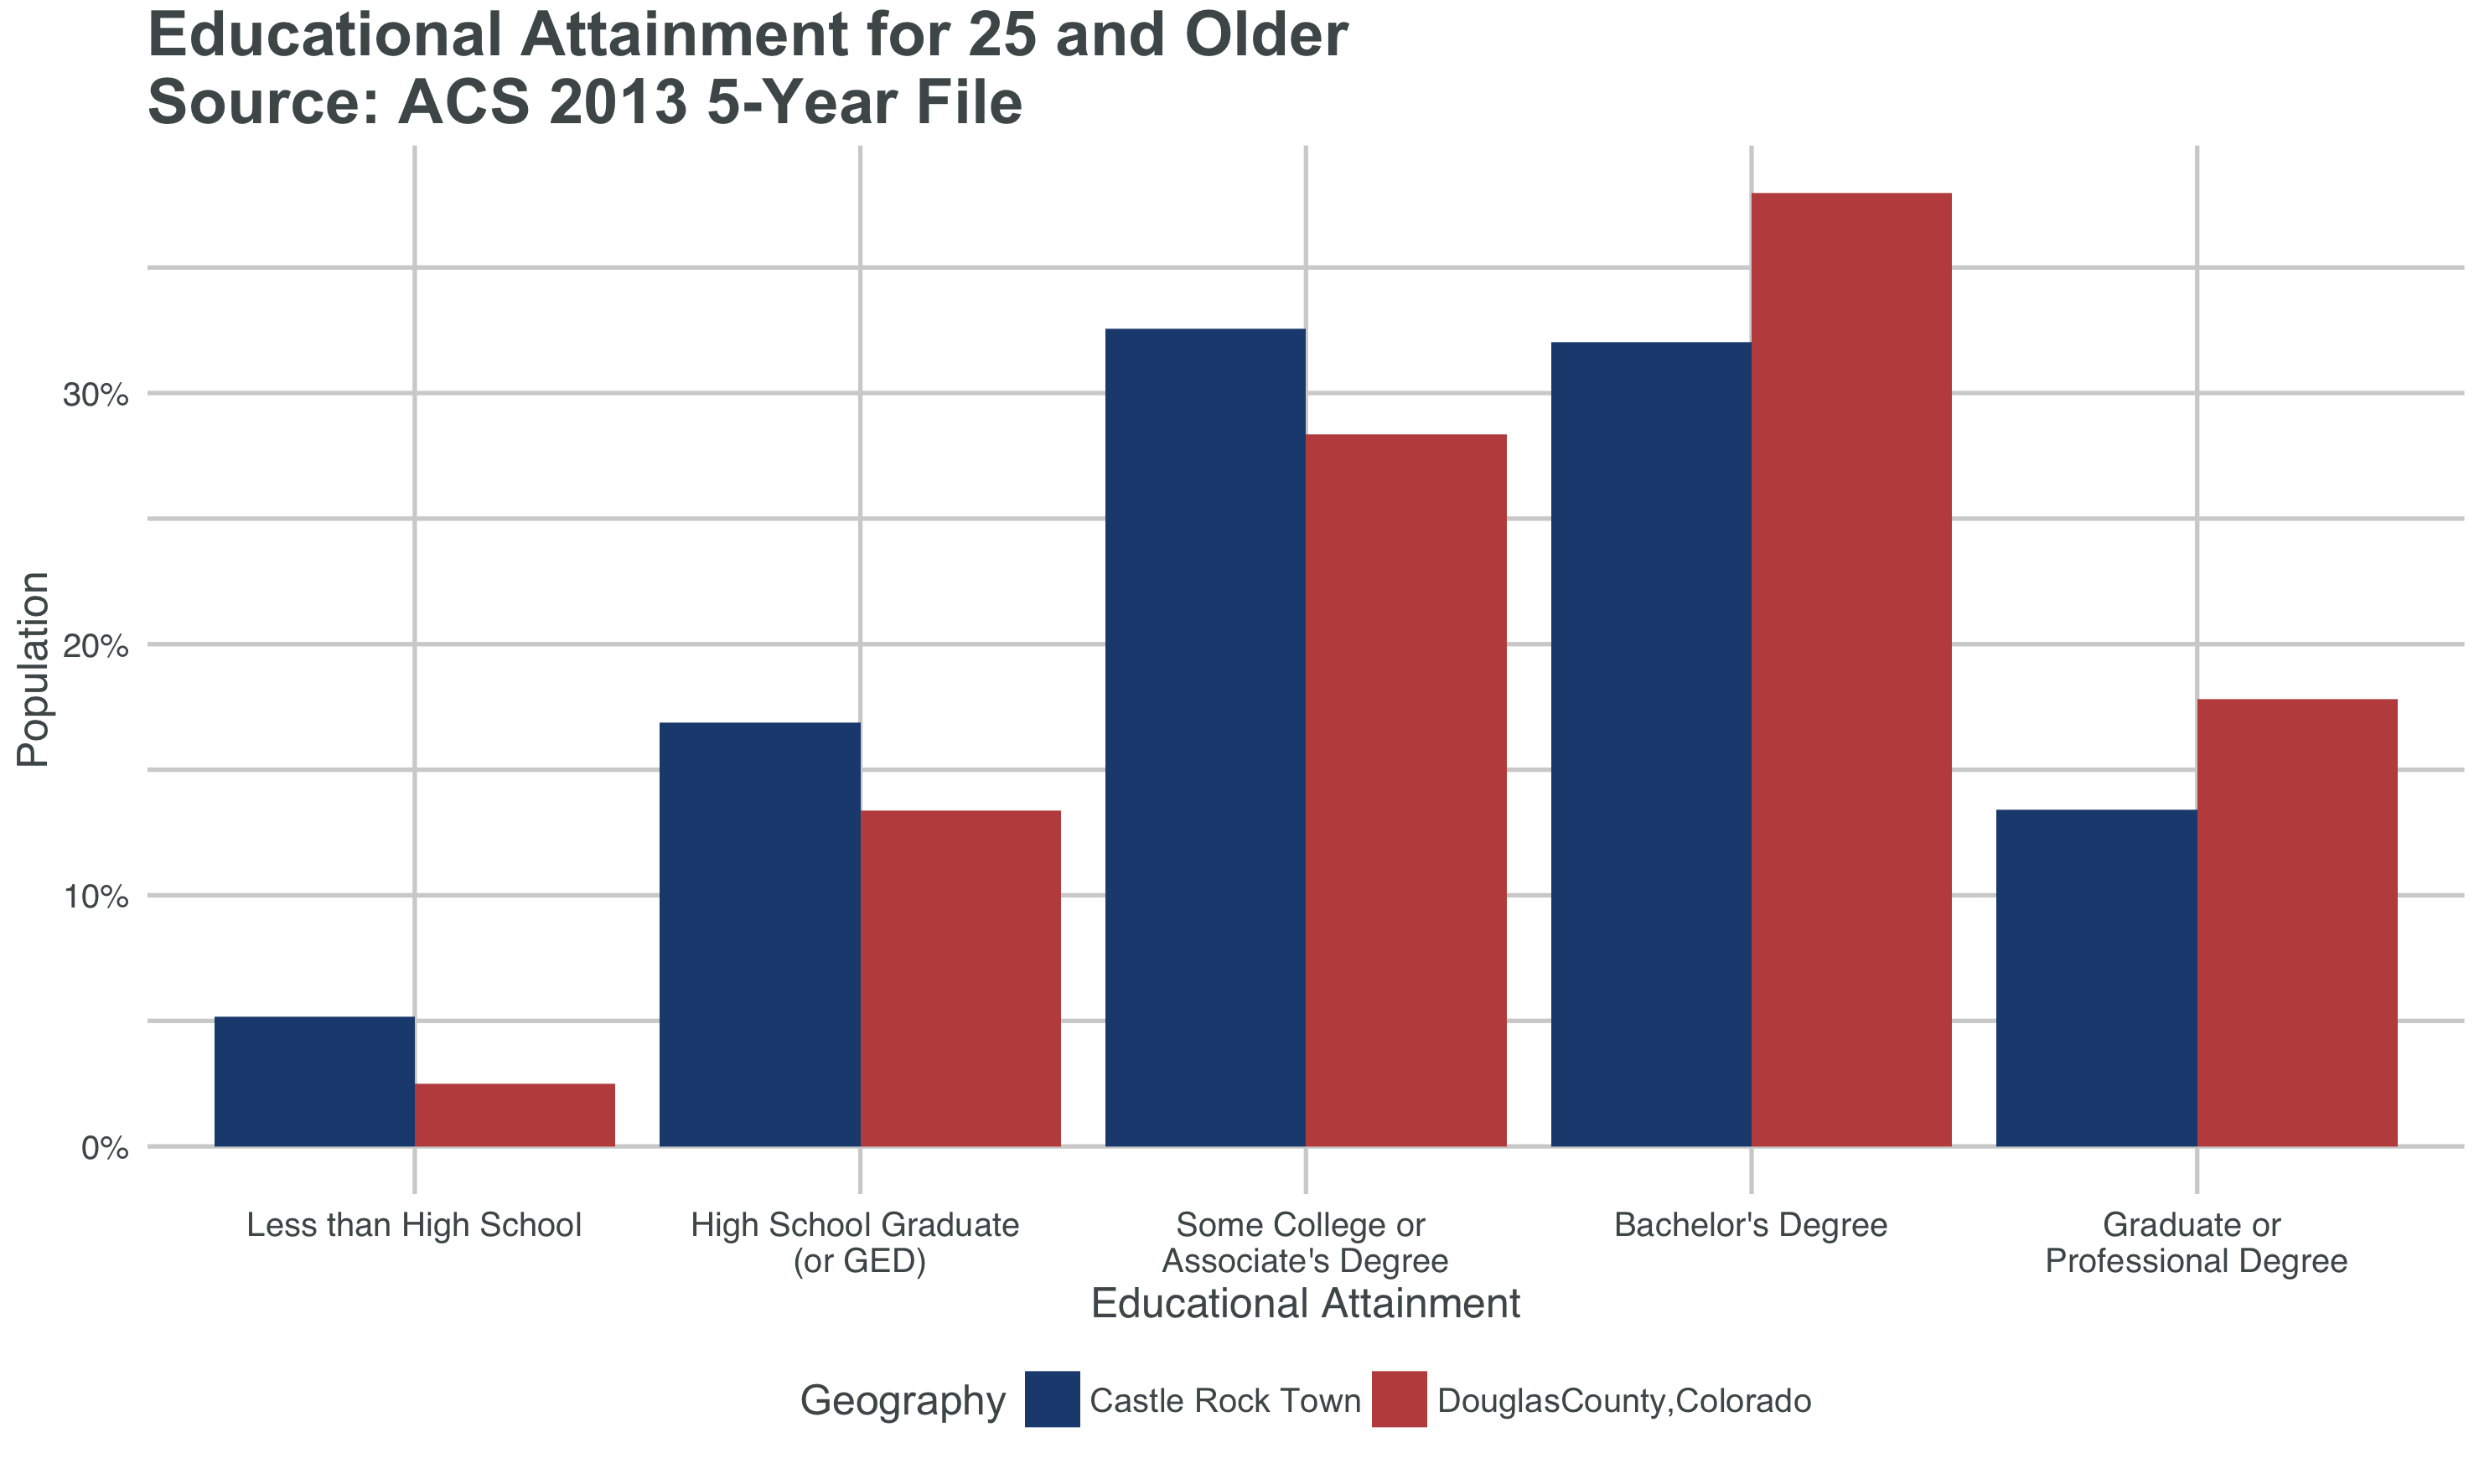 Educational Attainment for 25 and Older
Source: ACS 2013 5-Year File
Population
30%
20%
10%
0%
Less than High School
High School Graduate
(or GED)
Some College or
Associate's Degree
Bachelor's Degree
Graduate or
Professional Degree
Educational Attainment
Geography
Castle Rock Town
DouglasCounty,Colorado